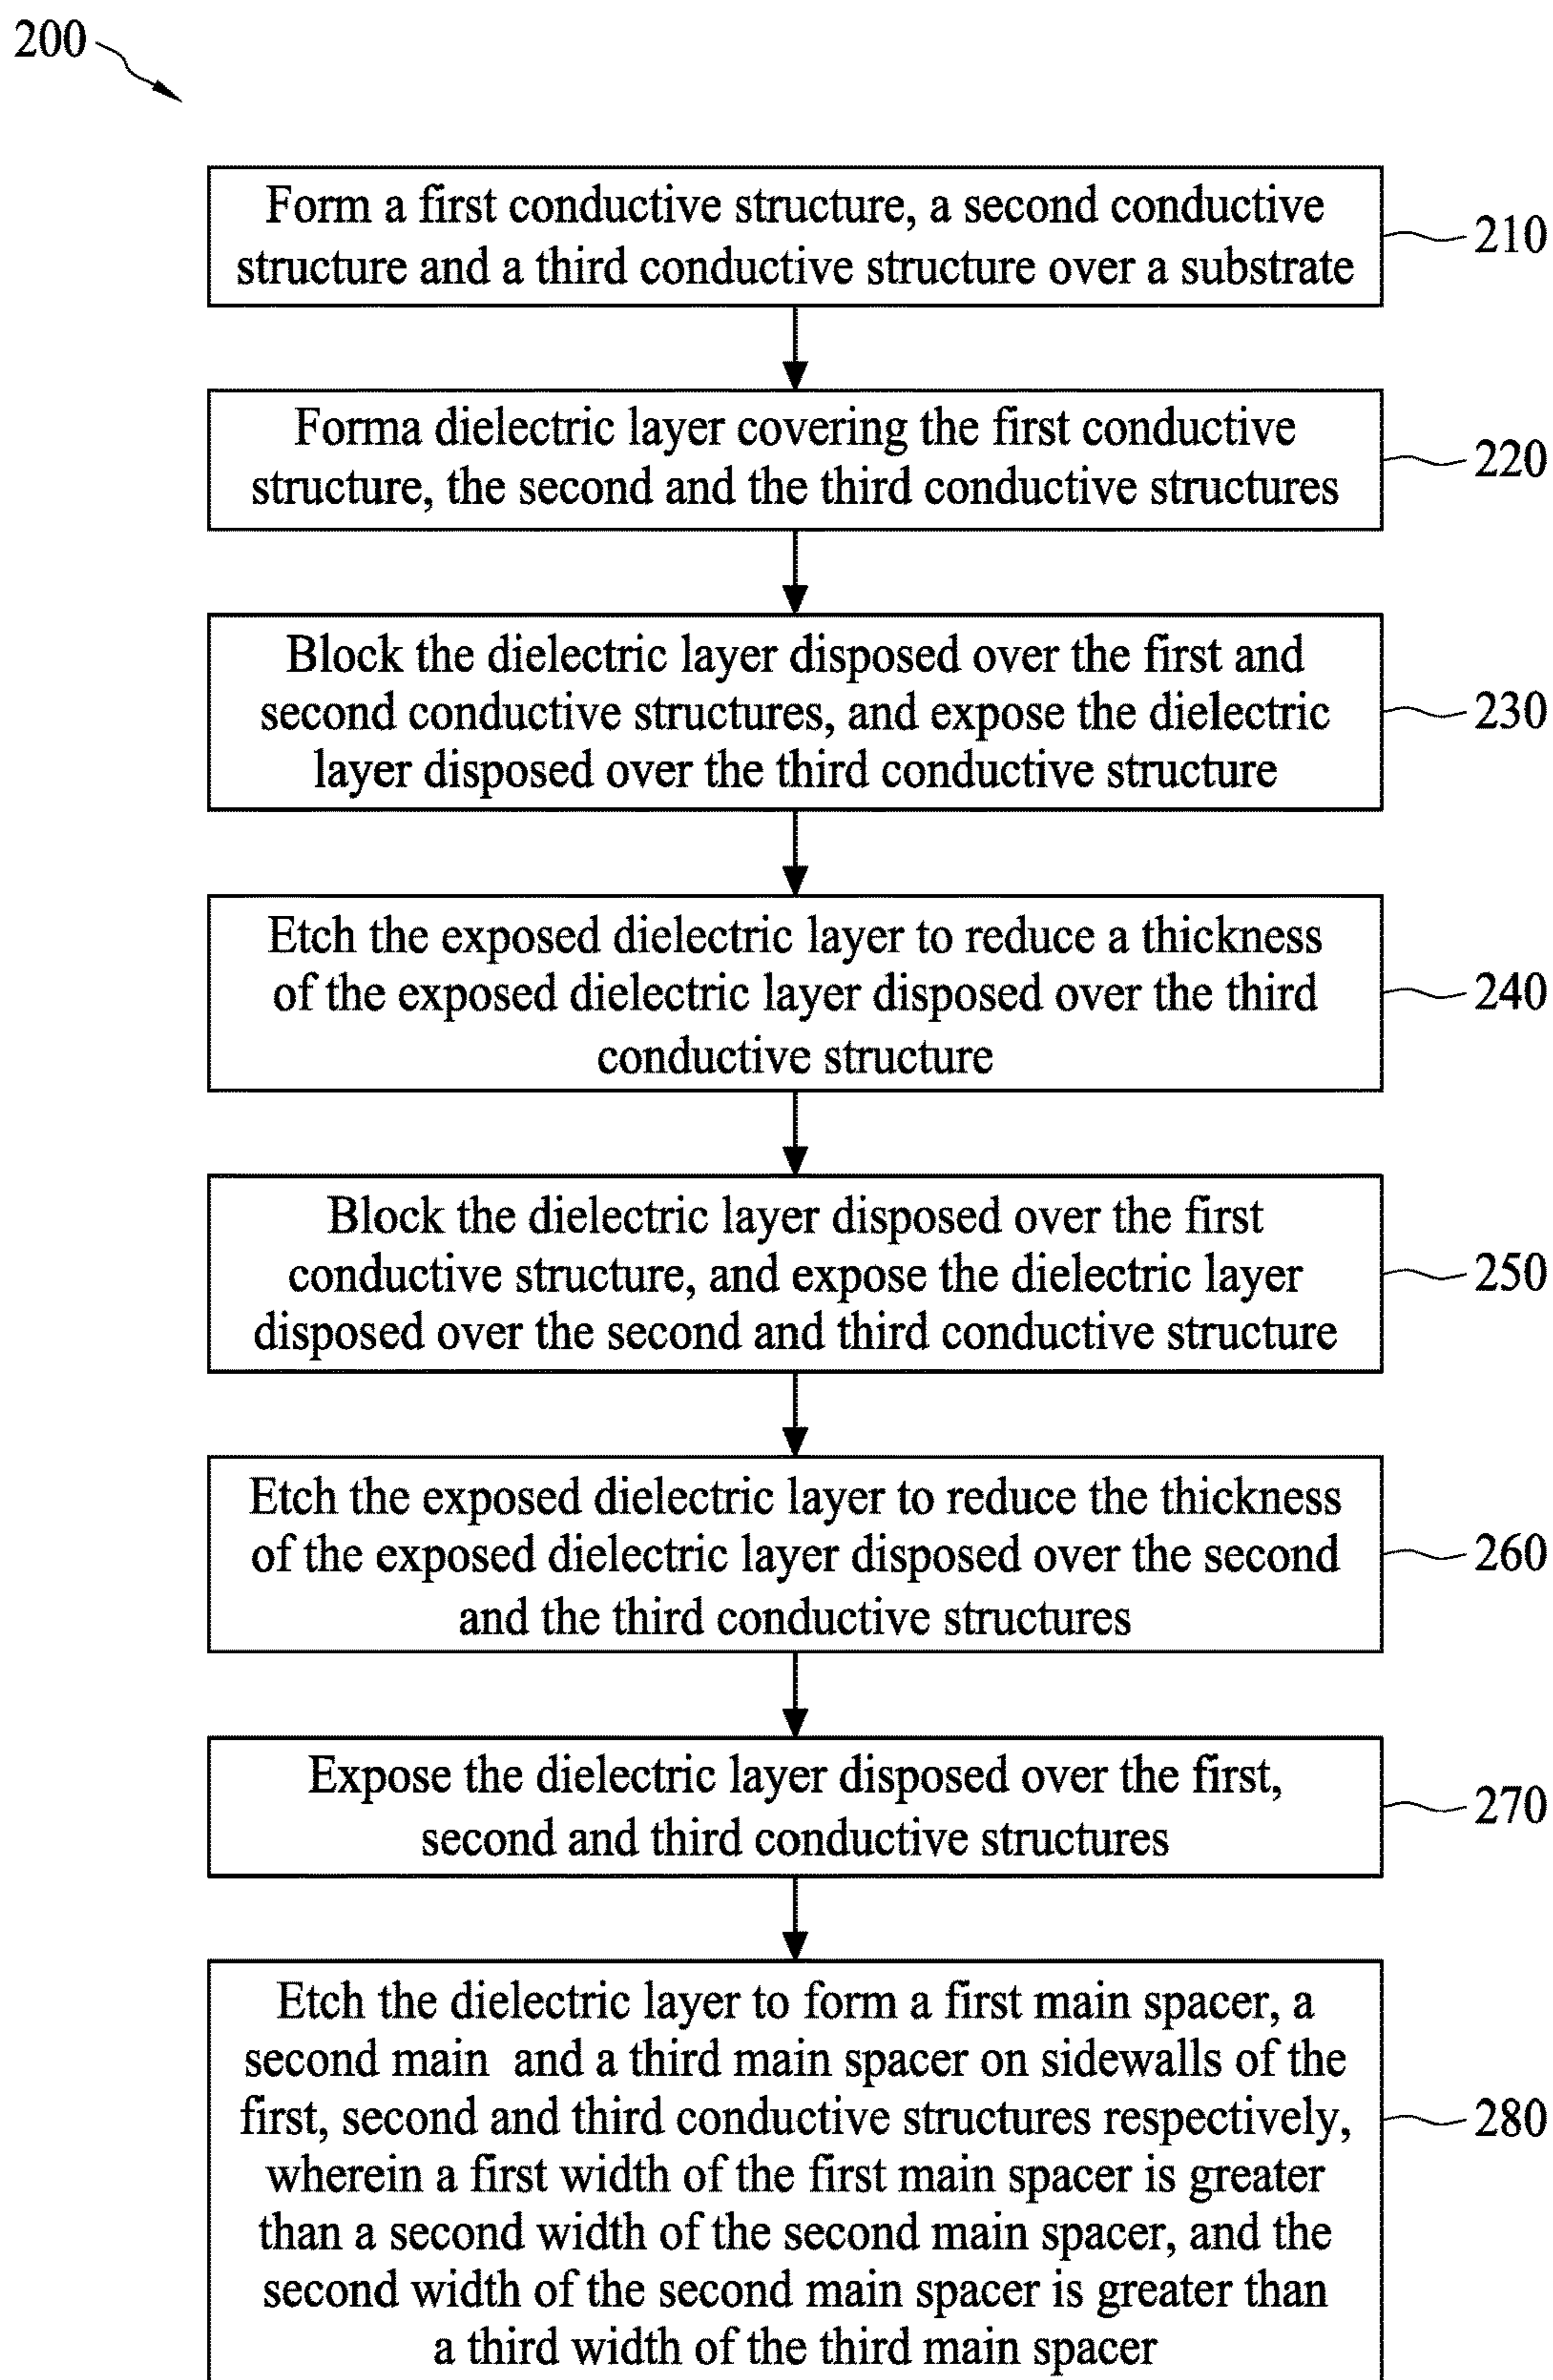 200
Form a first conductive structure, a second conductive
structure and a third conductive structure over a substrate
210
Forma dielectric layer covering the first conductive
structure, the second and the third conductive structures
220
Block the dielectric layer disposed over the first and
second conductive structures, and expose the dielectric
layer disposed over the third conductive structure
230
Etch the exposed dielectric layer to reduce a thickness
of the exposed dielectric layer disposed over the third
conductive structure
240
Block the dielectric layer disposed over the first
conductive structure, and expose the dielectric layer
disposed over the second and third conductive structure
250
Etch the exposed dielectric layer to reduce the thickness
of the exposed dielectric layer disposed over the second
and the third conductive structures
260
Expose the dielectric layer disposed over the first,
second and third conductive structures
270
Etch the dielectric layer to form a first main spacer, a
second main and a third main spacer on sidewalls of the
first, second and third conductive structures respectively,
wherein a first width of the first main spacer is greater
than a second width of the second main spacer, and the
second width of the second main spacer is greater than
a third width of the third main spacer
280